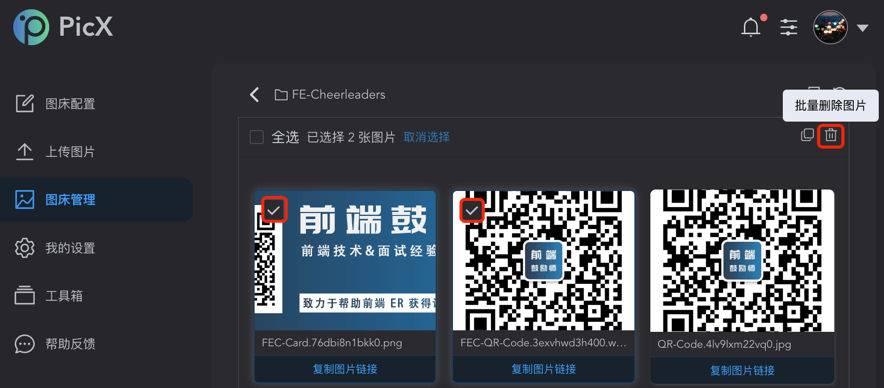 PicX
图床配置
上传图片
图床管理
我的设置
工具箱
帮助反馈
FE-Cheerleaders
批量删除图片
全选 已选择 2 张图片 取消选择
前端鼓
前端技术&面试经验
致力于帮助前端 ER 获得
FEC-Card.76dbi8n1bkk0.png
复制图片链接
前端
鼓励师
FEC-QR-Code.3exvhwd3h400.w...
复制图片链接
前端
鼓励师
QR-Code.4lv9lxm22vq0.jpg
复制图片链接